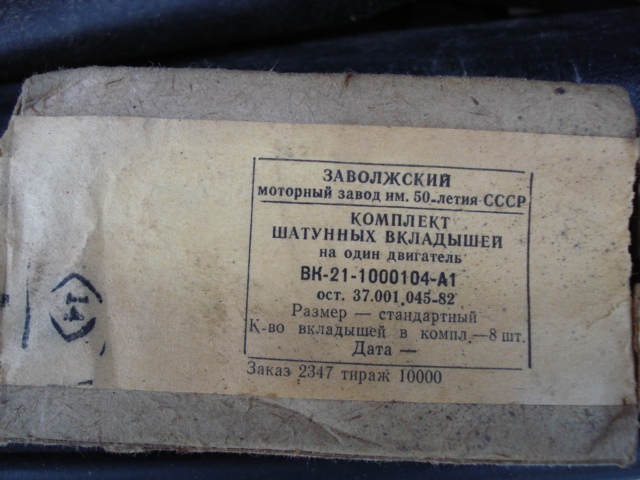 ЗАВОЛЖСКИЙ
моторный завод им. 50-летия СССР
КОМПЛЕКТ
ШАТУННЫХ ВКЛАДЫШЕЙ
на один двигатель
ВК-21-1000104-А1
ост. 37.001.045-82
Размер — стандартный
К-во вкладышей в компл.—8 шт.
Дата —
Заказ 2347 тираж 10000
14